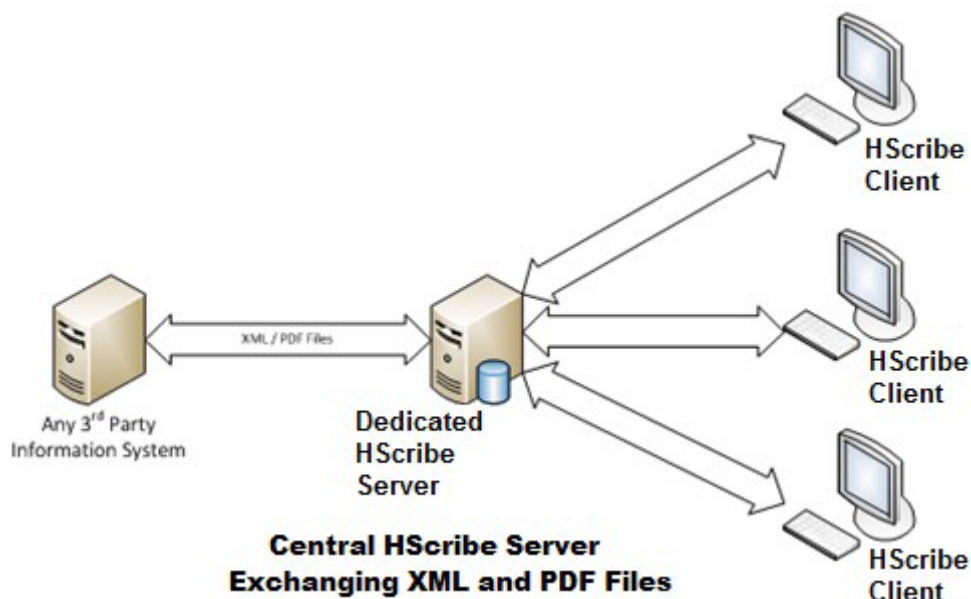 HScribe
Client
XML / PDF Files
HScribe
Client
Any 3rd Party
Information System
Dedicated
HScribe
Server
HScribe
Client
Central HScribe Server
Exchanging XML and PDF Files